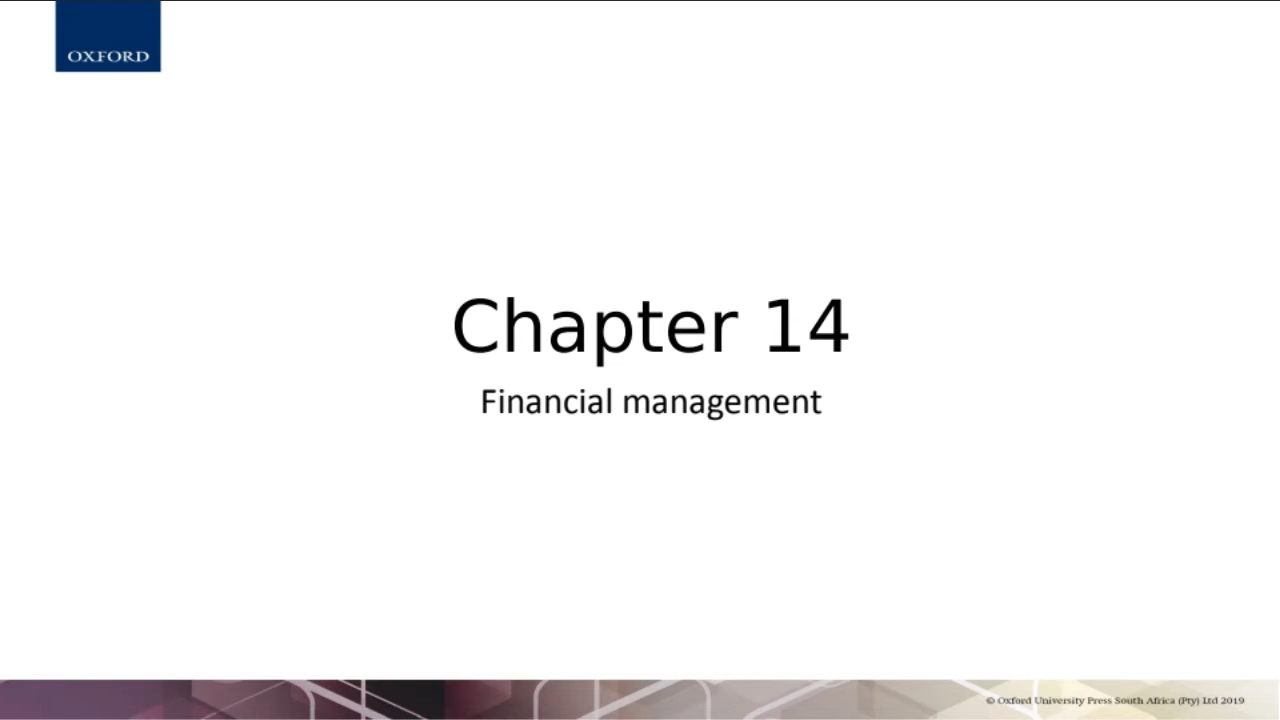 OXFORD
Chapter 14
Financial management
© Oxford University Press South Africa (Pty) Ltd 2019